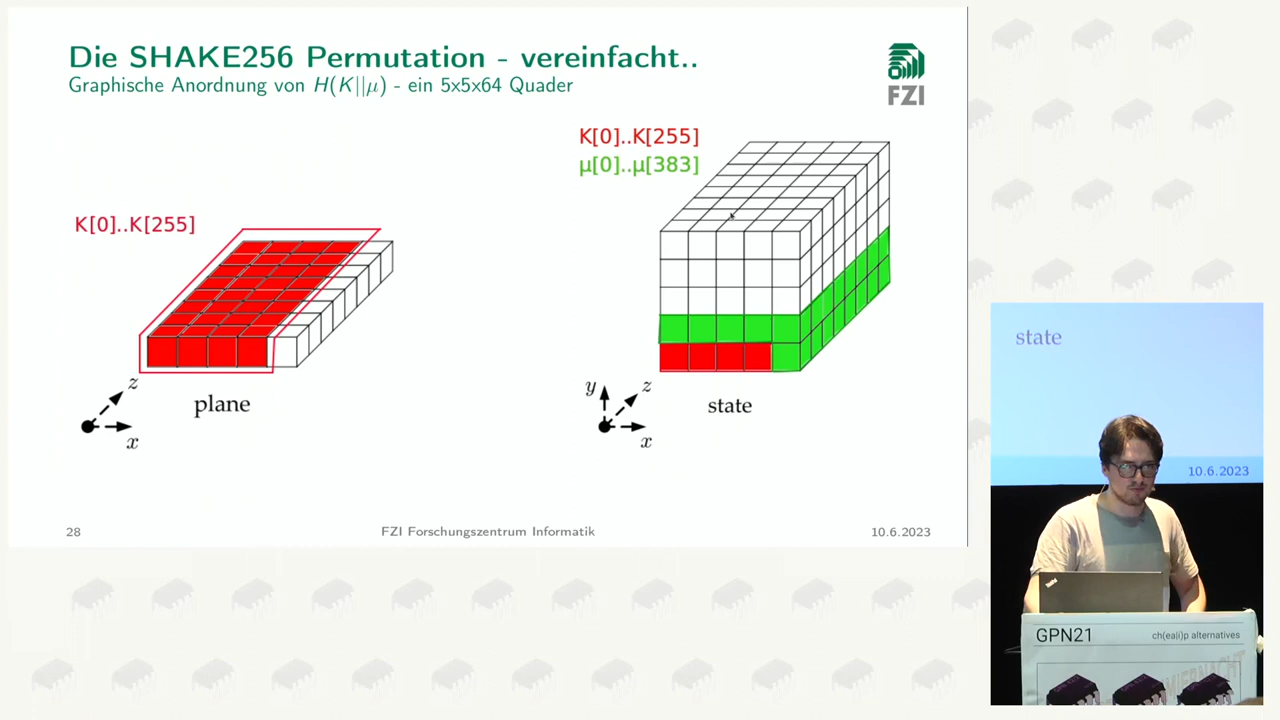 Die SHAKE256 Permutation - vereinfacht..
Graphische Anordnung von H(K||μ) - ein 5x5x64 Quader
FZI
K[0]..K[255]
μ[0]..μ[383]
K[0]..K[255]
z
x
plane
y
z
x
state
28
FZI Forschungszentrum Informatik
10.6.2023
state
10.6.2023
GPN21
ch(ea|i)p alternatives